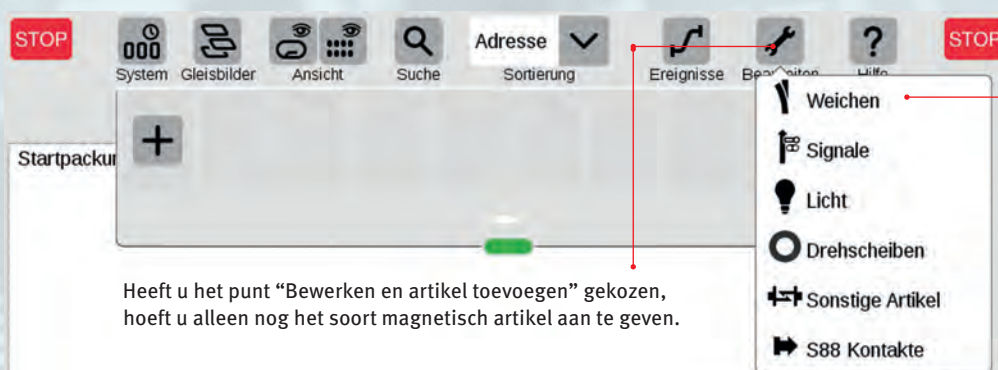 STOP
Adresse
STOP
System Gleisbilder Ansicht Suche Sortierung Ereignisse Bearbeiten Hilfe
Weichen
Startpackun
Signale
Licht
Drehscheiben
Heeft u het punt “Bewerken en artikel toevoegen” gekozen,
hoeft u alleen nog het soort magnetisch artikel aan te geven.
Sonstige Artikel
S88 Kontakte